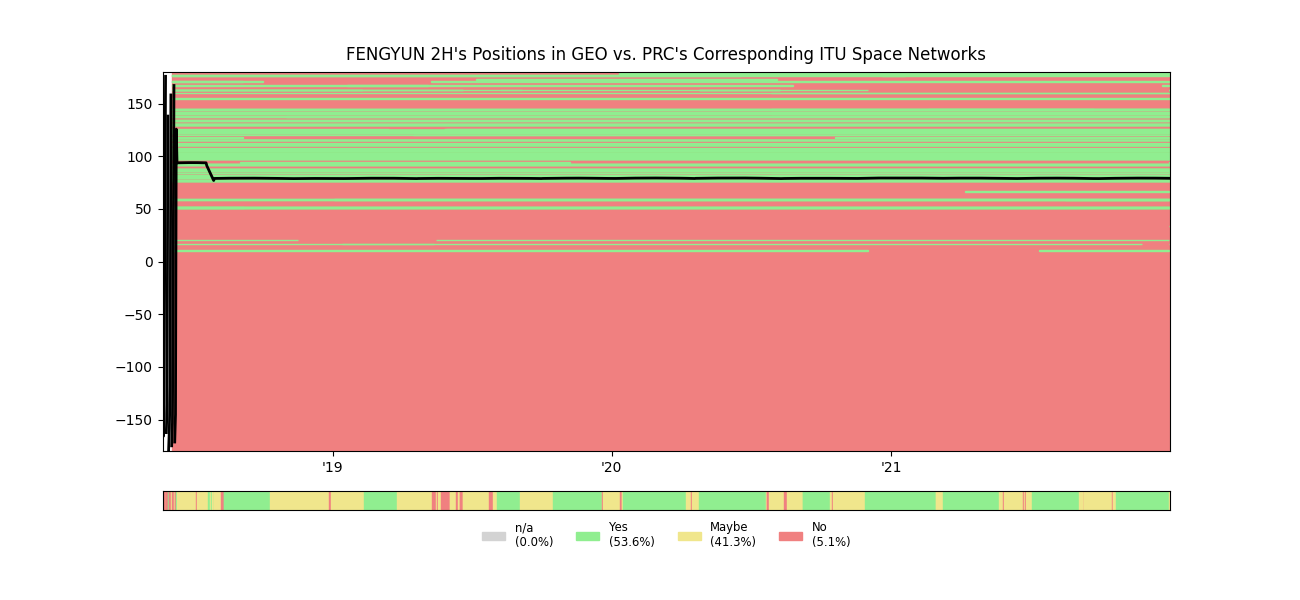 FENGYUN 2H's Positions in GEO vs. PRC's Corresponding ITU Space Networks
150
100
50
0
−50
−100
−150
'19 '20 '21
n/a Yes Maybe No
(0.0%) (53.6%) (41.3%) (5.1%)